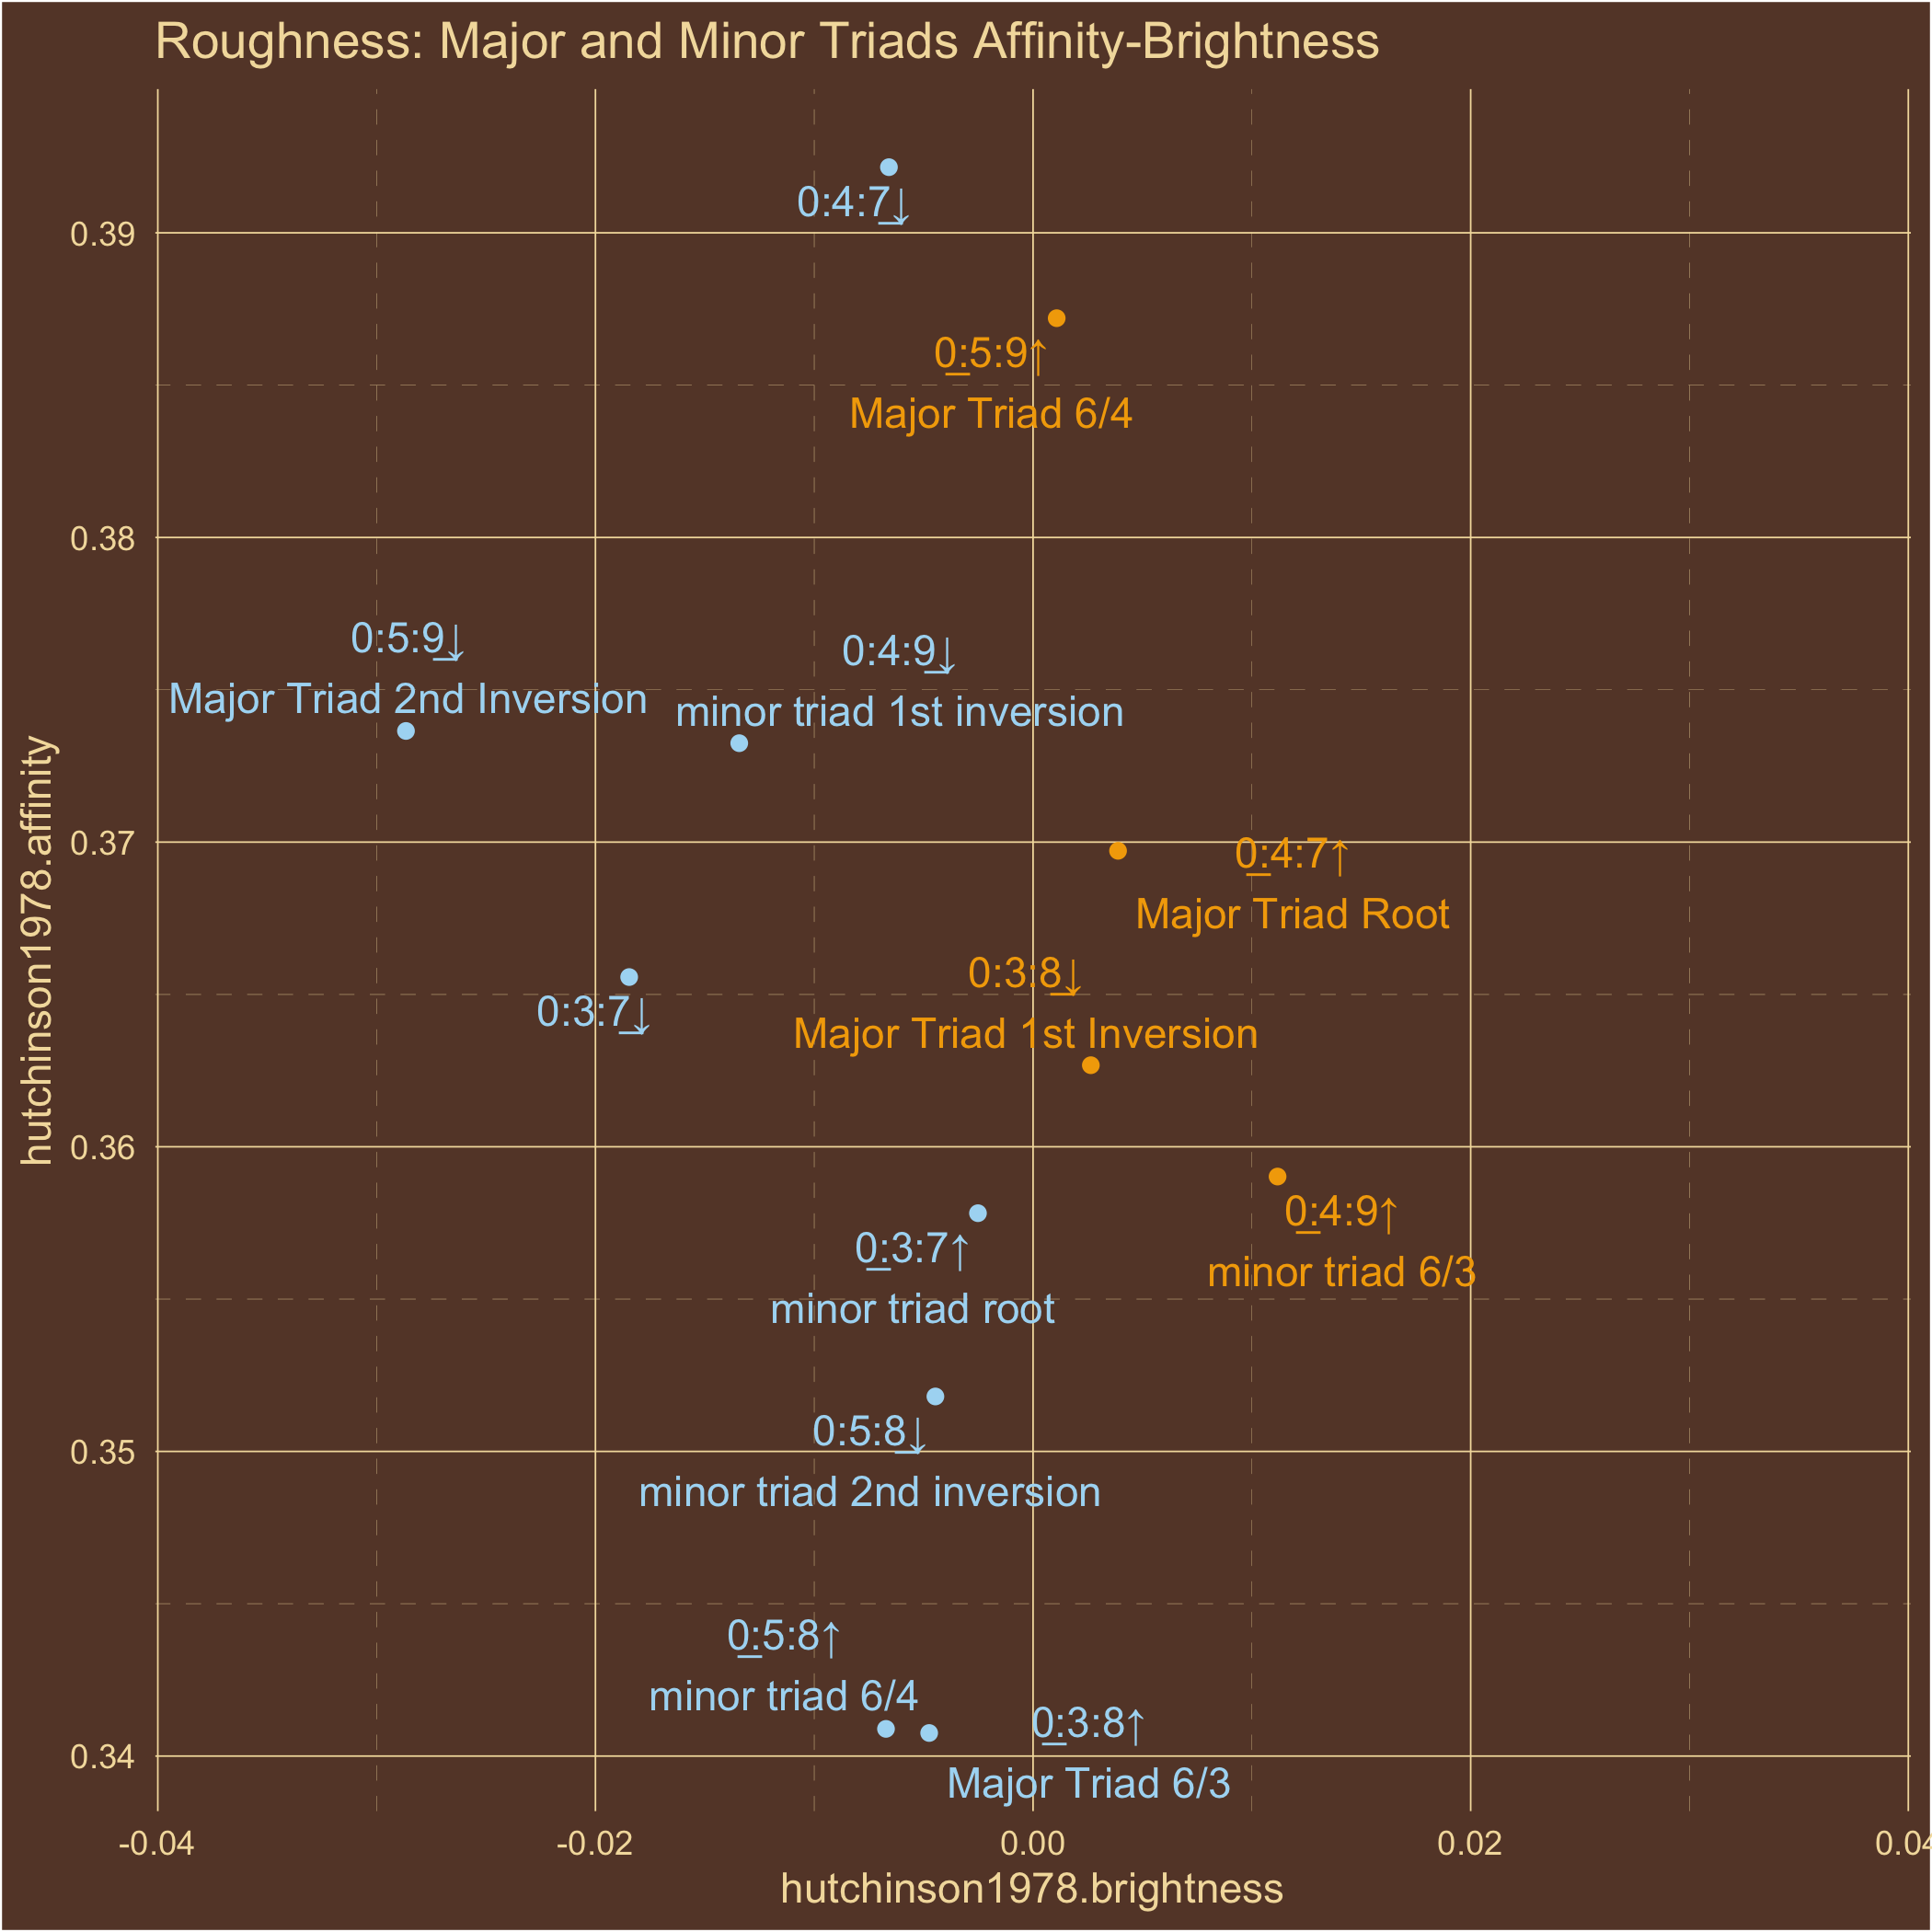 Roughness: Major and Minor Triads Affinity-Brightness
0:4:7↓
0.39
0:5:9↑
Major Triad 6/4
0.38
0:5:9↓
Major Triad 2nd Inversion
0:4:9↓
minor triad 1st inversion
0.37
0:4:7↑
Major Triad Root
0:3:8↓
Major Triad 1st Inversion
0:3:7↓
hutchinson1978.affinity
0.36
0:4:9↑
minor triad 6/3
0:3:7↑
minor triad root
0:5:8↓
0.35
minor triad 2nd inversion
0:5:8↑
minor triad 6/4
0:3:8↑
0.34
Major Triad 6/3
-0.04 -0.02 0.00 0.02 0.04
hutchinson1978.brightness